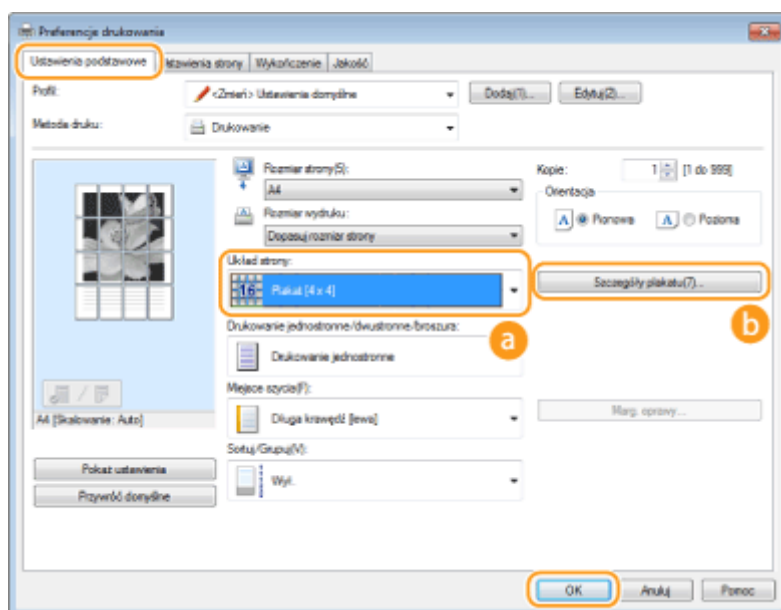 Preferencje drukowania
Ustawienia podstawowe Ustawienia strony Wykończenie Jakość
Profil: <Zmień> Ustawienia domyślne Dodaj(1)... Edytuj(2)...
Metoda druku: Drukowanie
Rozmiar strony(5): Kopie: 1 [1 do 999]
A4 Orientacja
Rozmiar wydruku: A Pionowa A Pozioma
Dopasuj rozmiar strony
Układ strony: Szczegóły plakatu(7)...
16 Plakat [4 x 4]
a b
Drukowanie jednostronne/dwustronne/broszura:
Drukowanie jednostronne
Miejsce szycia(F):
A4 [Skalowanie: Auto] Długa krawędź [lewa] Marg. oprawy...
Sortuj/Grupuj(V):
Pokaż ustawienia Wył.
Przywróć domyślne
OK Anuluj Pomoc